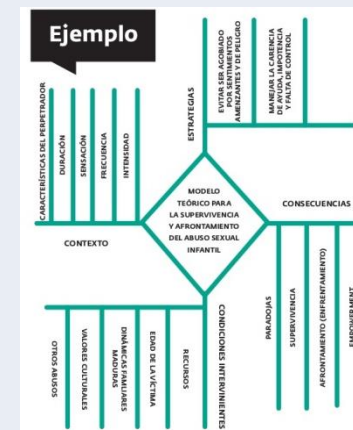 Ejemplo
CARACTERÍSTICAS DEL PERPETRADOR
DURACIÓN
SENSACIÓN
FRECUENCIA
INTENSIDAD
CONTEXTO
ESTRATEGIAS
EVITAR SER AGOBIADO
POR SENTIMIENTOS
AMENZANTES Y DE PELIGRO
MANEJAR LA CARENCIA
DE AYUDA, IMPOTENCIA
Y FALTA DE CONTROL
MODELO
TEÓRICO PARA
LA SUPERVIVENCIA
Y AFRONTAMIENTO
DEL ABUSO SEXUAL
INFANTIL
CONSECUENCIAS
PARADOJAS
SUPERVIVENCIA
AFRONTAMIENTO (ENFRENTAMIENTO)
EMPOWERMENT
OTROS ABUSOS
VALORES CULTURALES
DINÁMICAS FAMILIARES
MADURAS
EDAD DE LA VÍCTIMA
RECURSOS
CONDICIONES INTERVINIENTES